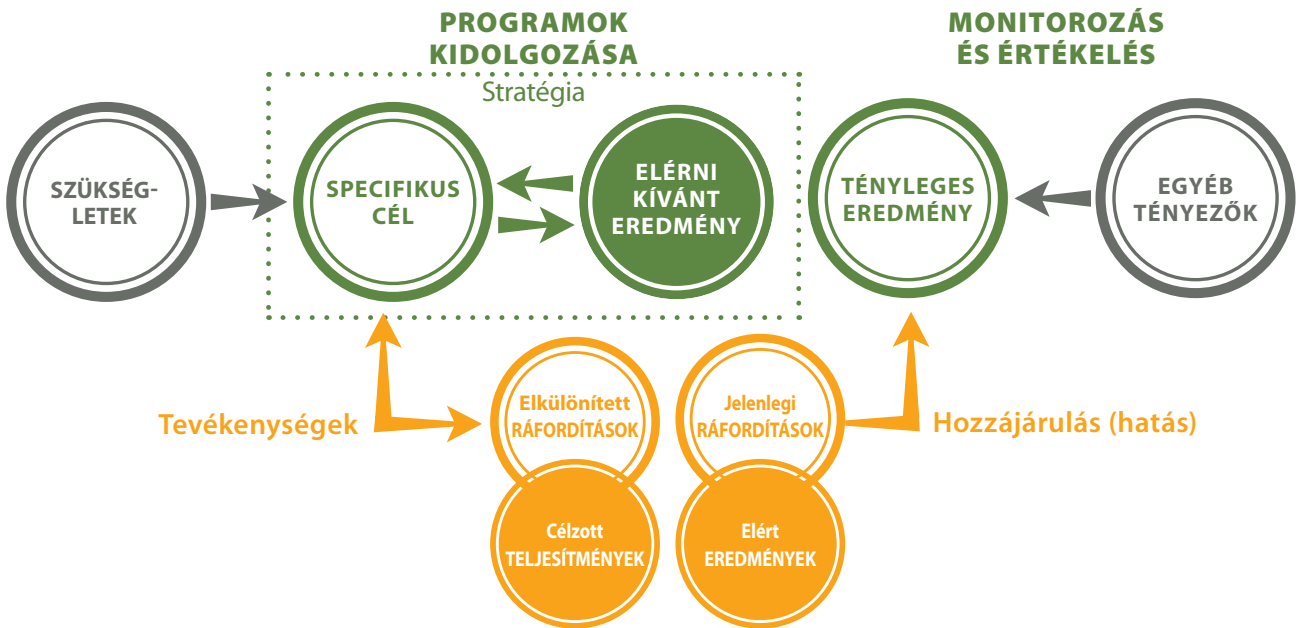 PROGRAMOK
KIDOLGOZÁSA
MONITOROZÁS
ÉS ÉRTÉKELÉS
Stratégia
SZÜKSÉG-
LETEK
SPECIFIKUS
CÉL
ELÉRNI
KÍVÁNT
EREDMÉNY
TÉNYLEGES
EREDMÉNY
EGYÉB
TÉNYEZŐK
Tevékenységek
Elkülönített
RÁFORDÍTÁSOK
Jelenlegi
RÁFORDÍTÁSOK
Hozzájárulás (hatás)
Célzott
TELJESÍTMÉNYEK
Elért
EREDMÉNYEK